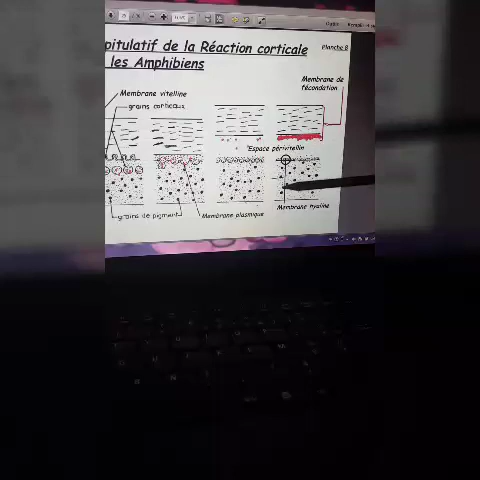 pitulatif de la Réaction corticale
Planche 8
les Amphibiens
Membrane de
fécondation
Membrane vitelline
grains corticaux
Espace périvitellin
grains de pigment
Membrane plasmique
Membrane hyaline